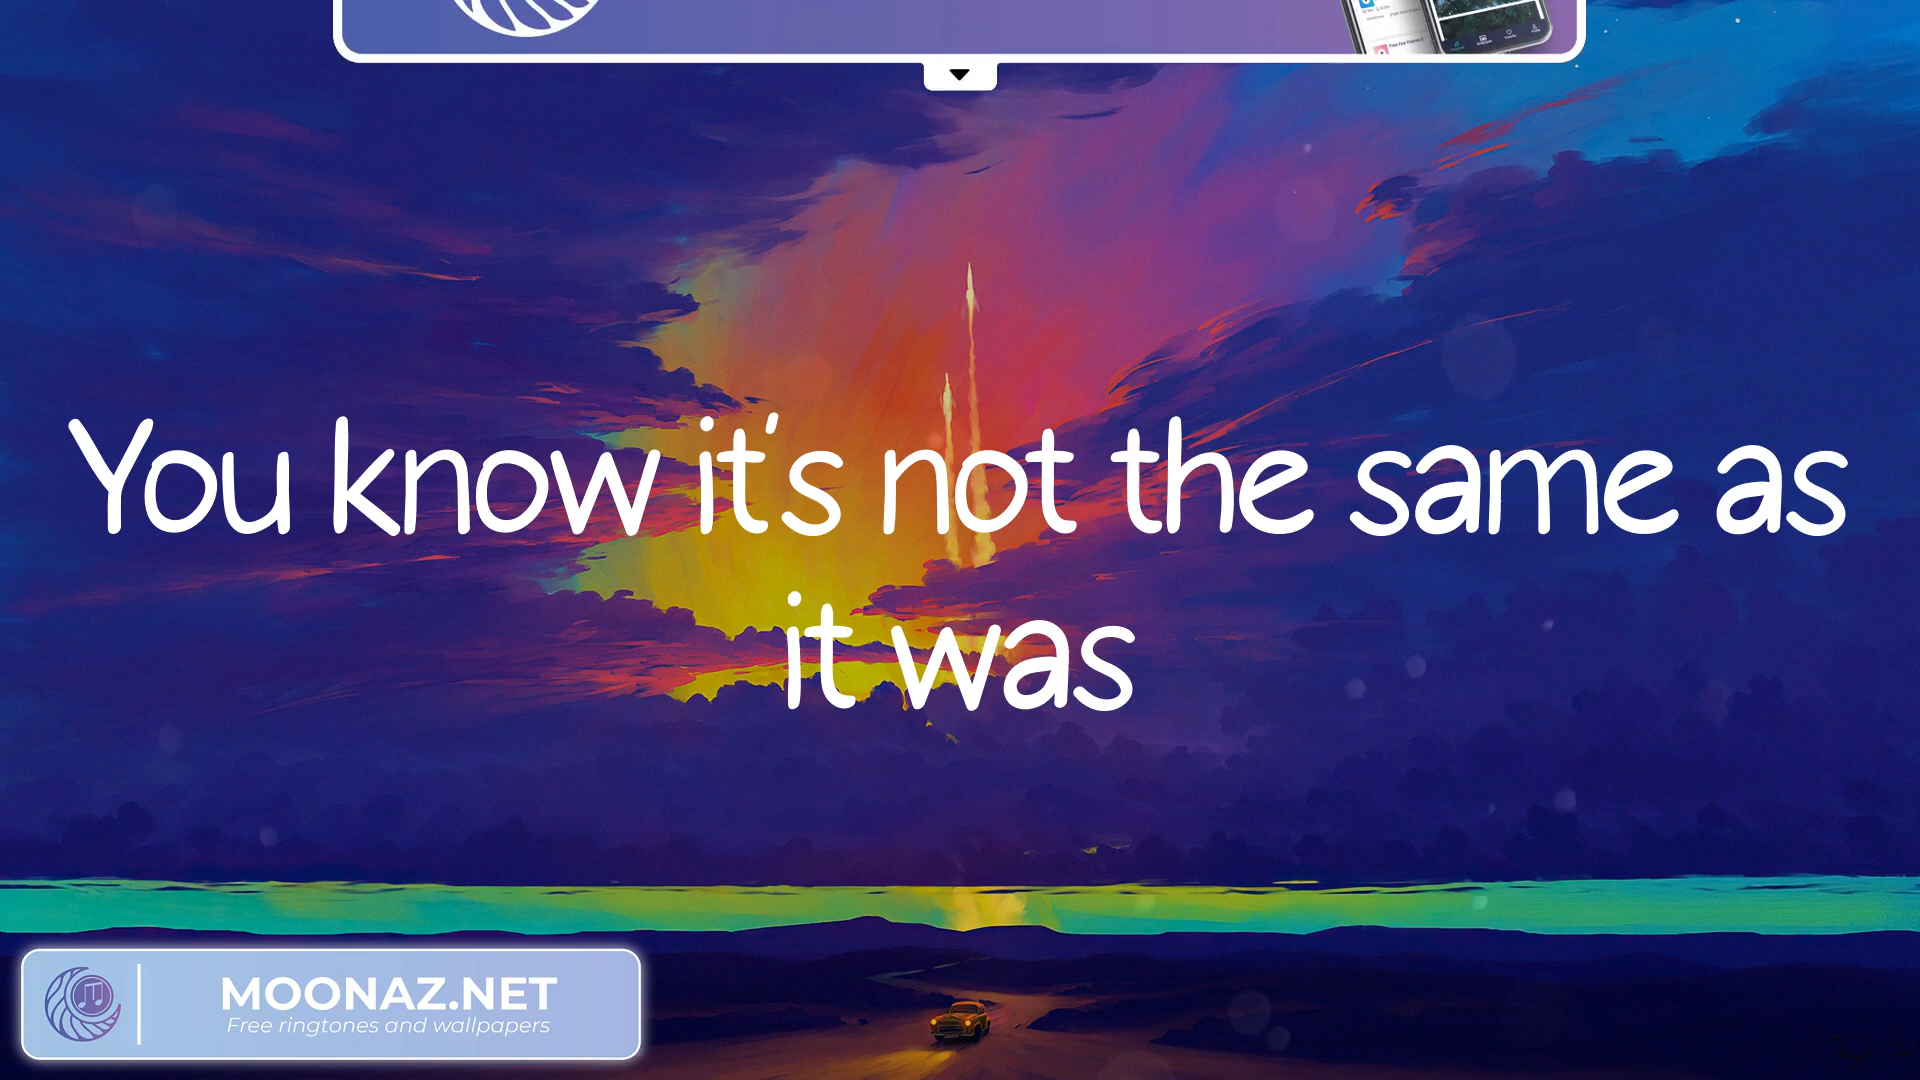 You know it's not the same as
it was
MOONAZ.NET
Free ringtones and wallpapers